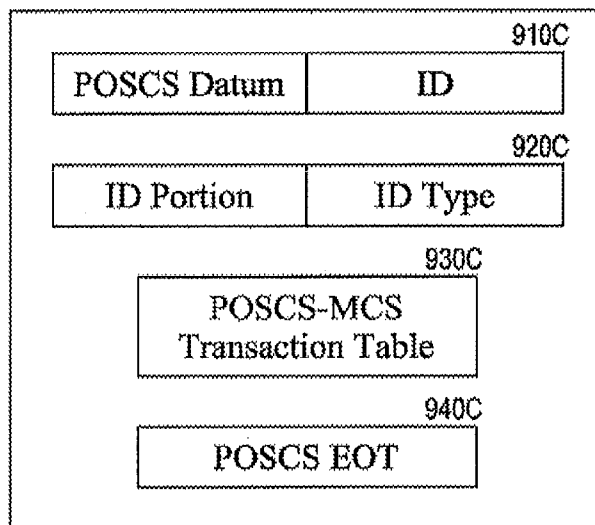 910C
POSCS Datum ID
920C
ID Portion ID Type
930C
POSCS-MCS
Transaction Table
940C
POSCS EOT